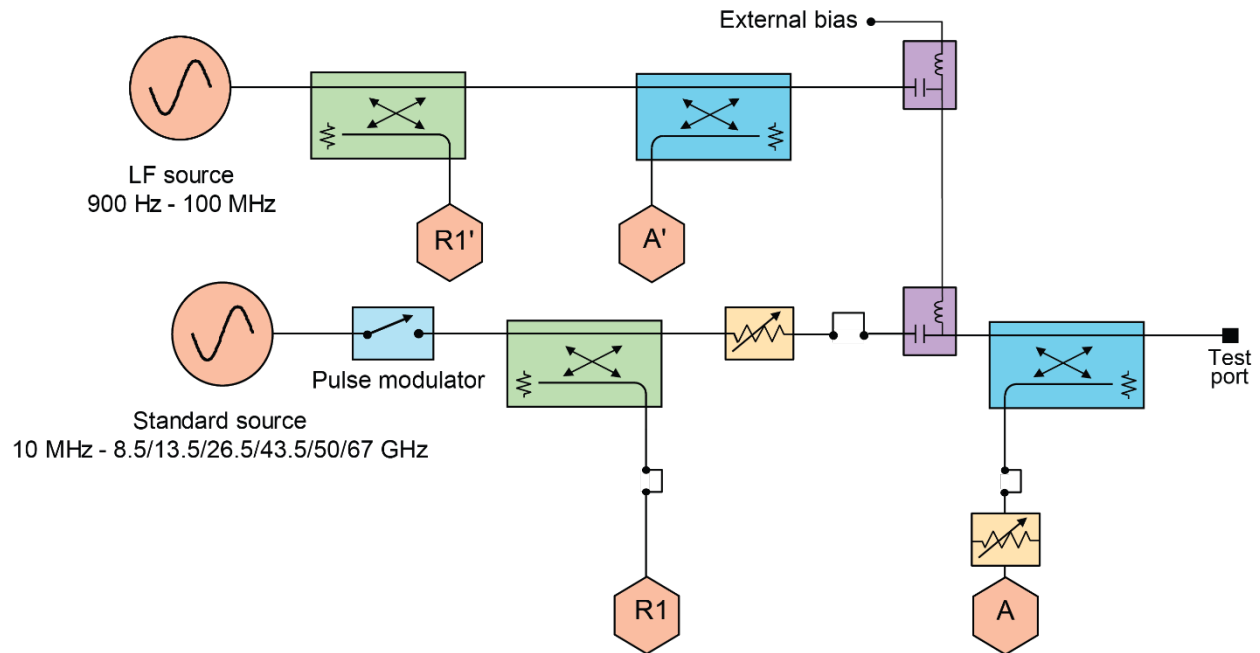 External bias
LF source
900 Hz - 100 MHz
R1'
A'
Pulse modulator
Test
port
Standard source
10 MHz - 8.5/13.5/26.5/43.5/50/67 GHz
R1
A